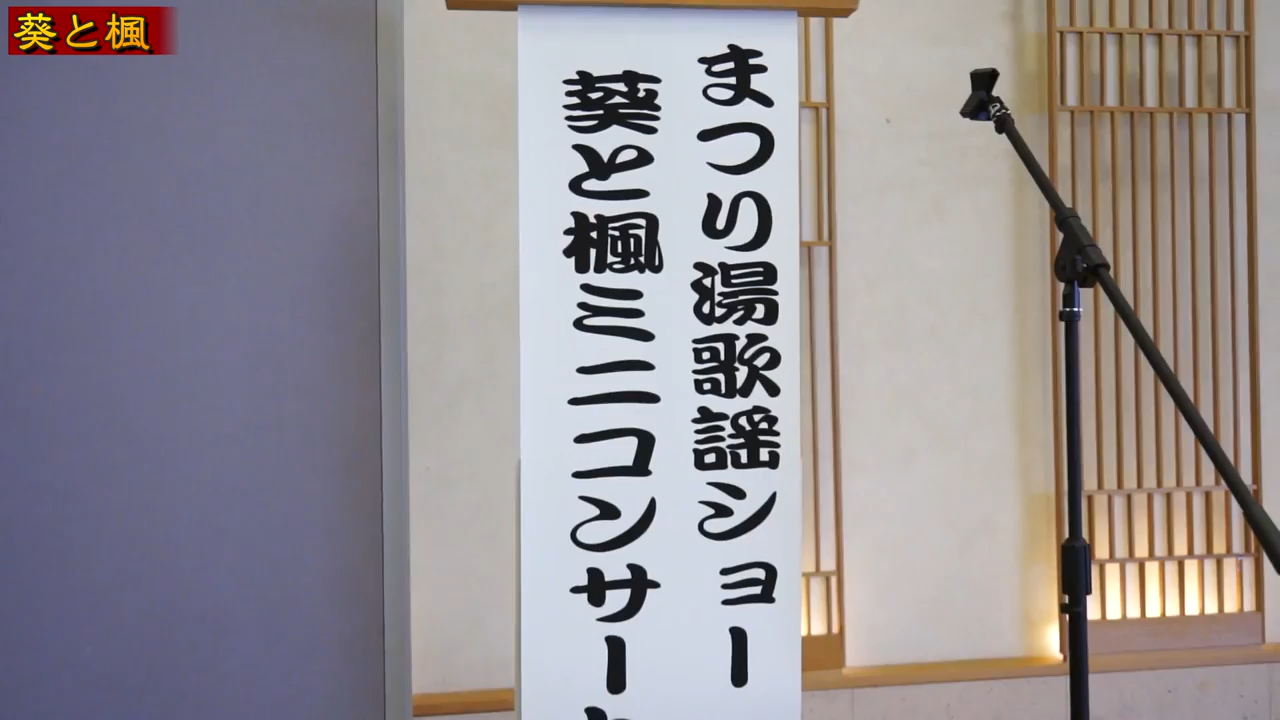 葵と楓
まつり湯歌謡ショー
葵と楓ミニコンサート